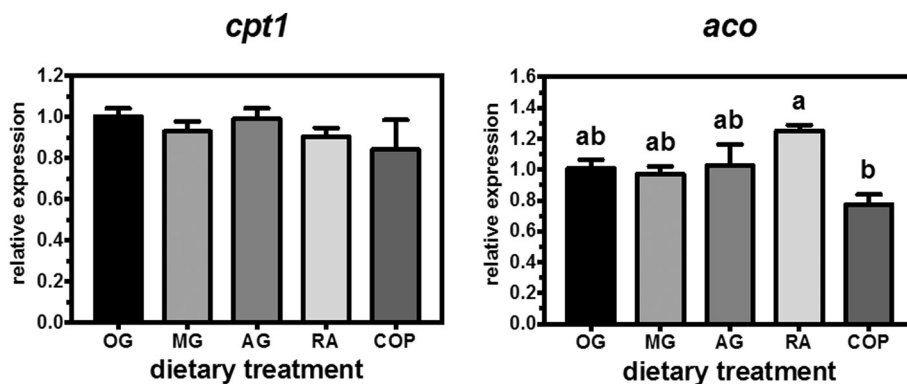 cpt1
relative expression
1.2
1.0
0.8
0.6
0.4
0.2
0.0
OG MG AG RA COP
dietary treatment
aco
relative expression
1.6
1.4
1.2
1.0
0.8
0.6
0.4
0.2
0.0
ab ab ab a b
OG MG AG RA COP
dietary treatment